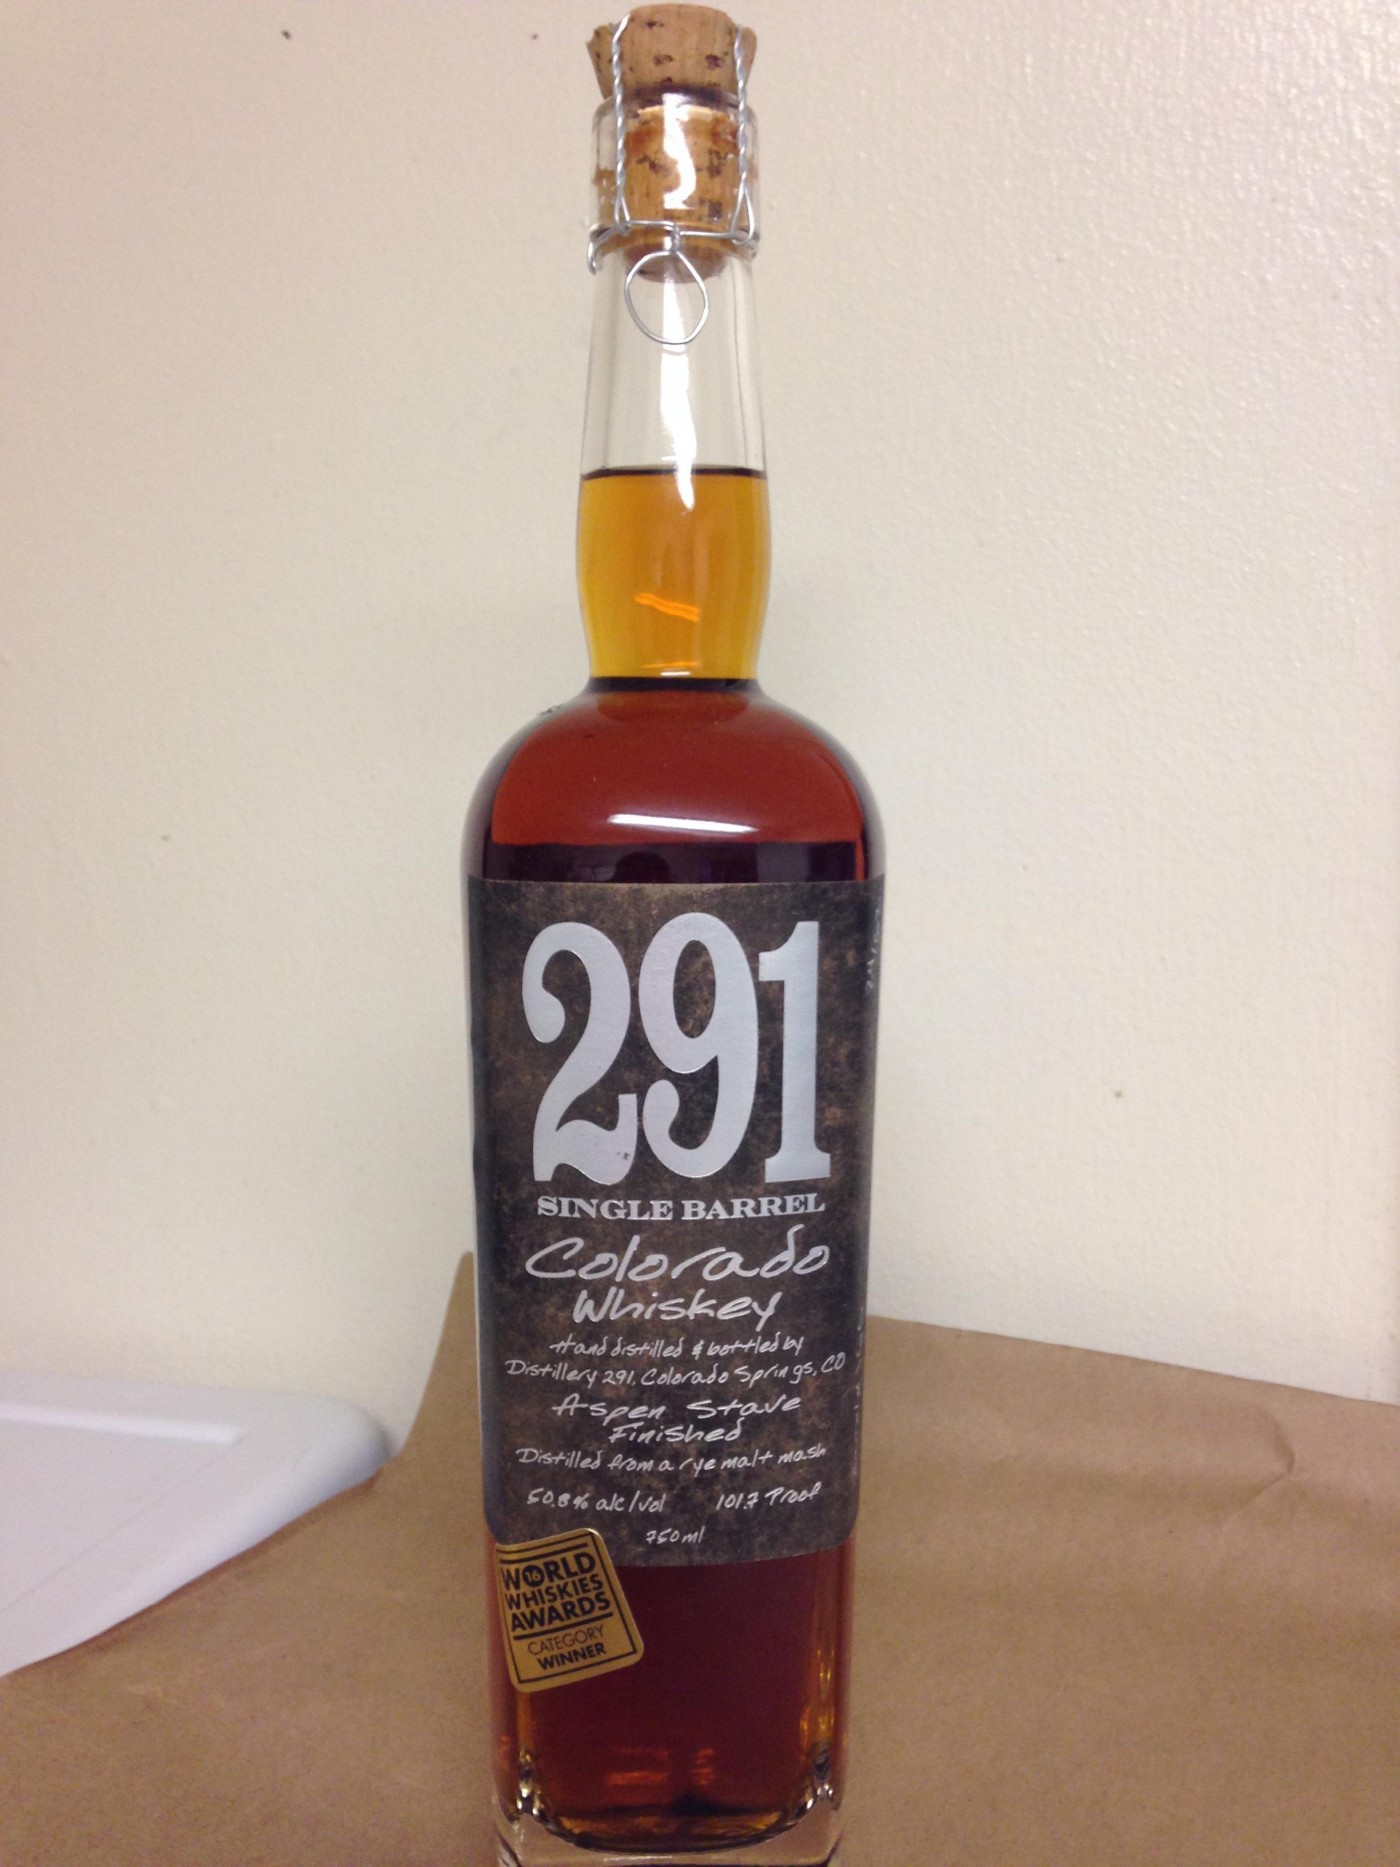 291
SINGLE BARREL
Colorado
Whiskey
Hand distilled & bottled by
Distillery 291, Colorado Springs, CO
Aspen Stave
Finished
Distilled from a rye malt mash
50.8% alc/vol 101.7 Proof
750ml
WORLD
16
WHISKIES
AWARDS
CATEGORY
WINNER